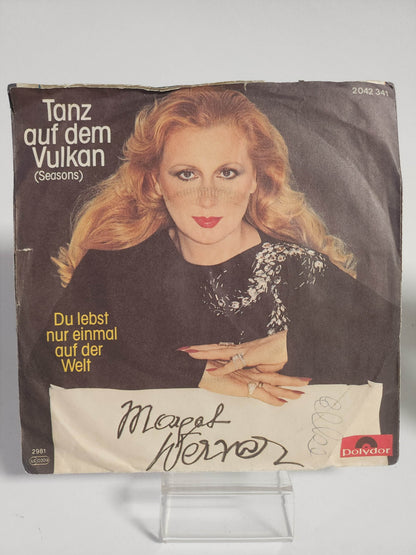 2042 341
Tanz
auf dem
Vulkan
(Seasons)
Du lebst
nur einmal
auf der
Welt
Margot
Werner
2981
Polydor